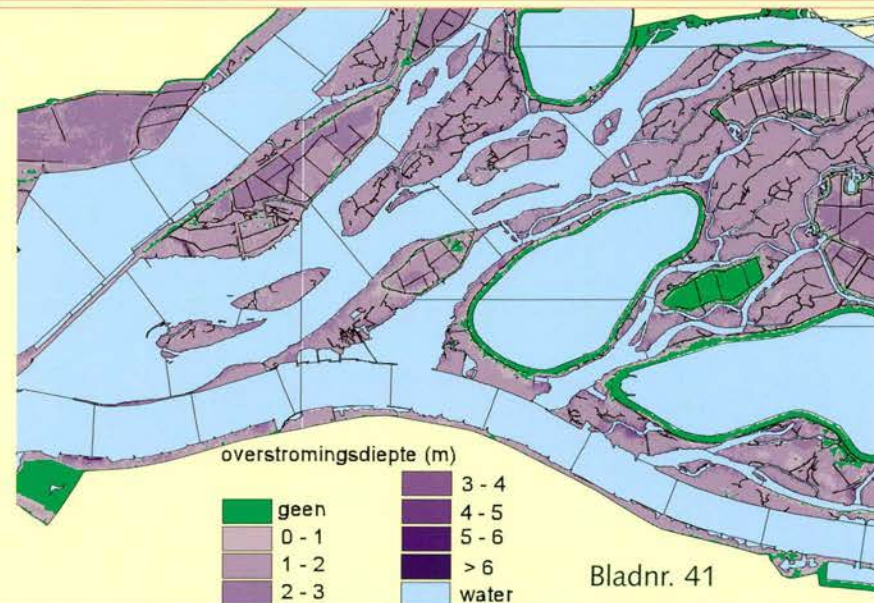 overstromingsdiepte (m)
geen
0 - 1
1 - 2
2 - 3
3 - 4
4 - 5
5 - 6
> 6
water
Bladnr. 41